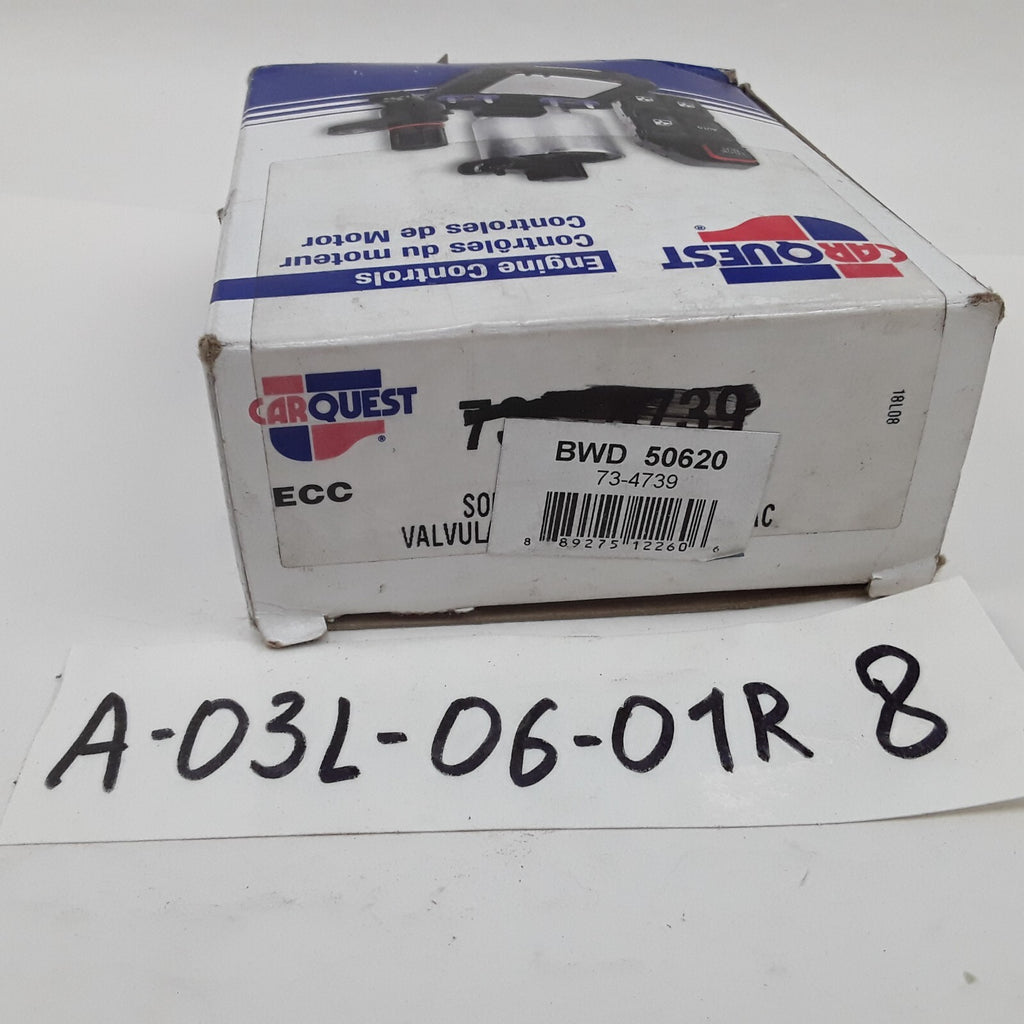 CARQUEST
®
Engine Controls
Contrôles du moteur
Controles de Motor
CARQUEST
®
739
18L08
BWD 50620
73-4739
ECC
8 89275 12260 6
A-03L-06-01R 8